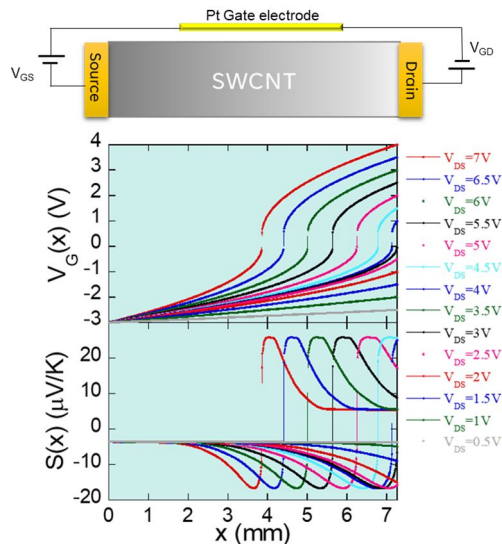 Pt Gate electrode
V_GS
Source
SWCNT
Drain
V_GD
V_G(x) (V)
4
3
2
1
0
-1
-2
-3
V_DS=7V
V_DS=6.5V
V_DS=6V
V_DS=5.5V
V_DS=5V
V_DS=4.5V
V_DS=4V
V_DS=3.5V
V_DS=3V
V_DS=2.5V
V_DS=2V
V_DS=1.5V
V_DS=1V
V_DS=0.5V
S(x) (μV/K)
20
10
0
-10
-20
0 1 2 3 4 5 6 7
x (mm)